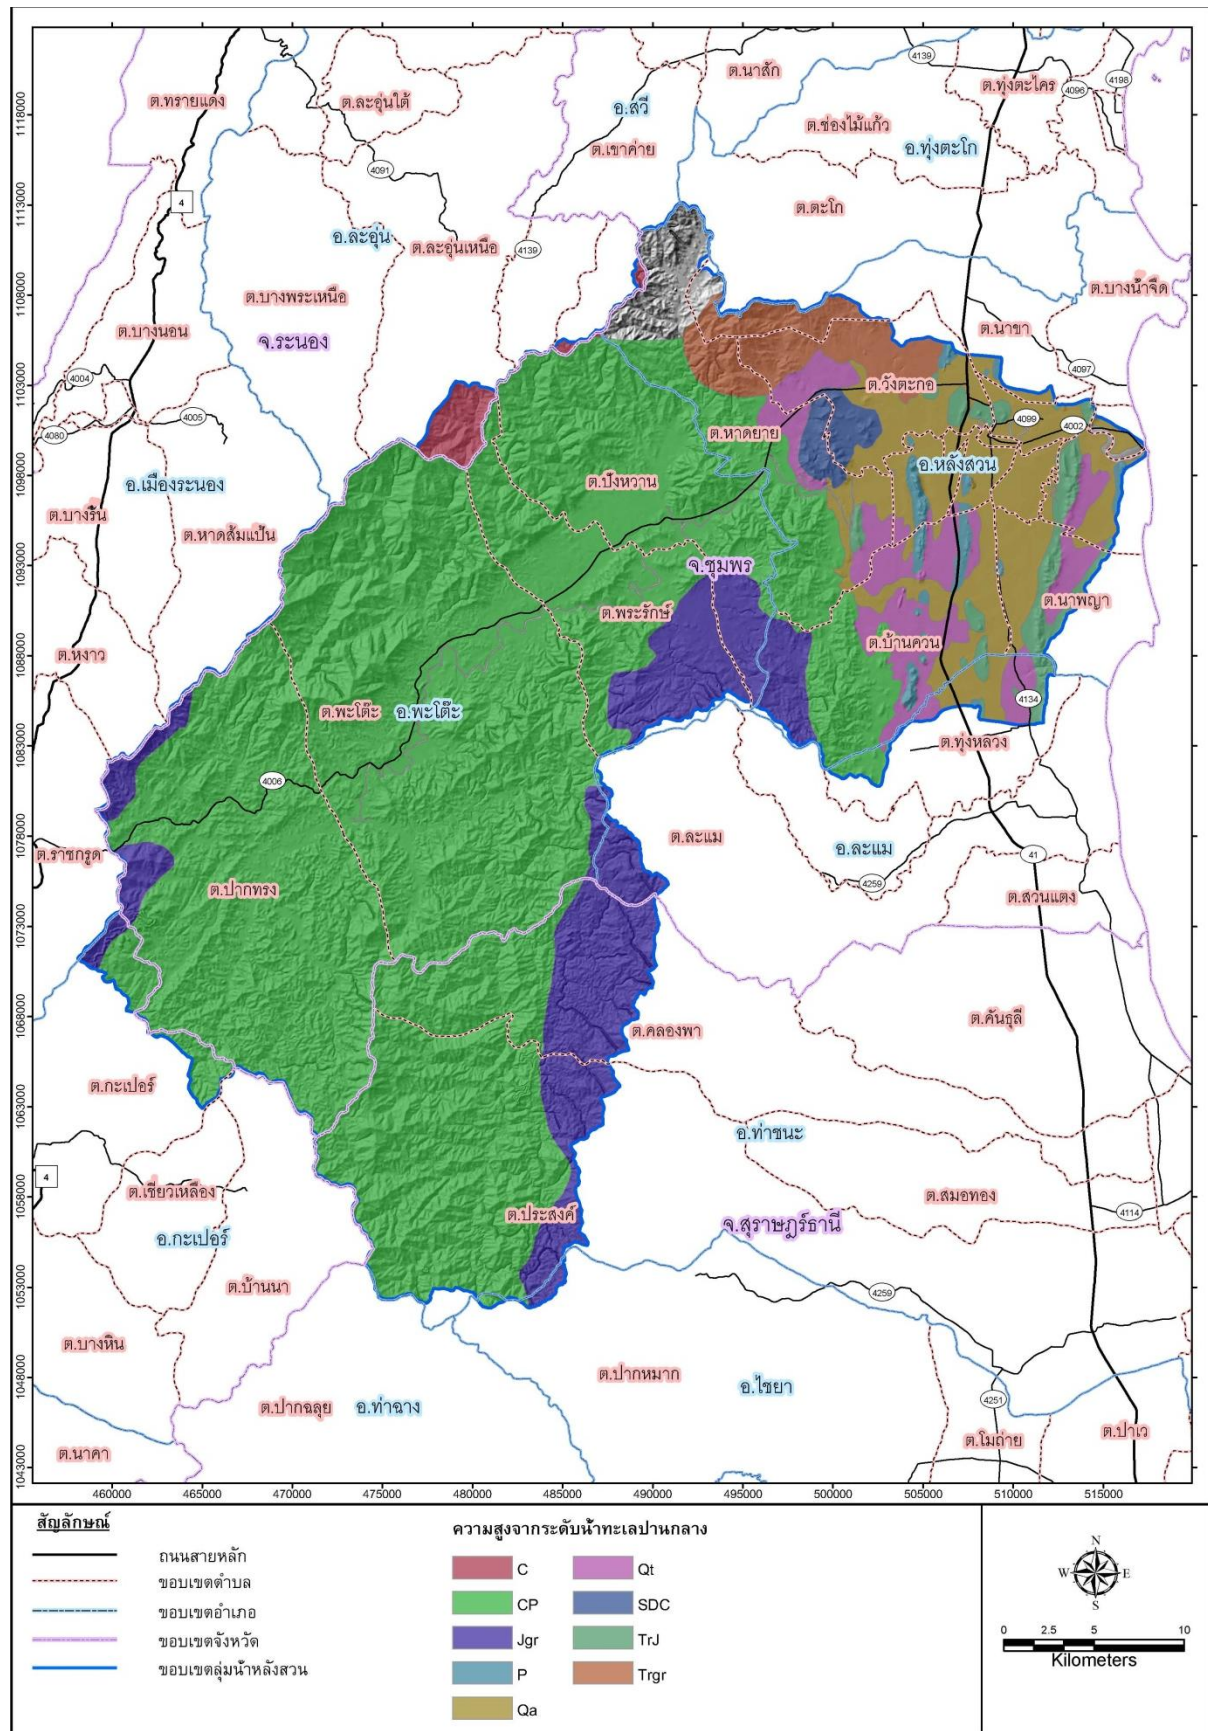 ต.นาสัก
4139
ต.ทุ่งตะไคร
4198
4096
ต.ทรายแดง
ต.ละอุ่นใต้
อ.สวี
ต.ช่องไม้แก้ว
อ.ทุ่งตะโก
ต.เขาค่าย
4091
4
ต.ตะโก
อ.ละอุ่น
ต.ละอุ่นเหนือ
4139
ต.บางพระเหนือ
ต.บางน้ำจืด
ต.บางนอน
จ.ระนอง
ต.นาขา
4097
4004
ต.วังตะกอ
4005
4099
4002
4080
ต.หาดยาย
อ.หลังสวน
อ.เมืองระนอง
ต.ปังหวาน
ต.บางริ้น
ต.หาดส้มแป้น
จ.ชุมพร
ต.พระรักษ์
ต.นาพญา
ต.บ้านควน
ต.หงาว
4134
ต.พะโต๊ะ
อ.พะโต๊ะ
ต.ทุ่งหลวง
4006
ต.ละแม
อ.ละแม
ต.ราชกรูด
41
4259
ต.ปากทรง
ต.สวนแตง
ต.คลองพา
ต.คันธุลี
ต.กะเปอร์
อ.ท่าชนะ
4
ต.เชี่ยวเหลียง
ต.สมอทอง
ต.ประสงค์
จ.สุราษฎร์ธานี
4114
อ.กะเปอร์
ต.บ้านนา
4259
ต.บางหิน
ต.ปากหมาก
อ.ไชยา
4251
ต.ปากฉลุย
อ.ท่าฉาง
ต.ป่าเว
ต.โมถ่าย
ต.นาคา
1118000
1113000
1108000
1103000
1098000
1093000
1088000
1083000
1078000
1073000
1068000
1063000
1058000
1053000
1048000
1043000
460000 465000 470000 475000 480000 485000 490000 495000 500000 505000 510000 515000
สัญลักษณ์
ถนนสายหลัก
ขอบเขตตำบล
ขอบเขตอำเภอ
ขอบเขตจังหวัด
ขอบเขตลุ่มน้ำหลังสวน
ความสูงจากระดับน้ำทะเลปานกลาง
C
CP
Jgr
P
Qa
Qt
SDC
TrJ
Trgr
N
W E
S
0 2.5 5 10
Kilometers